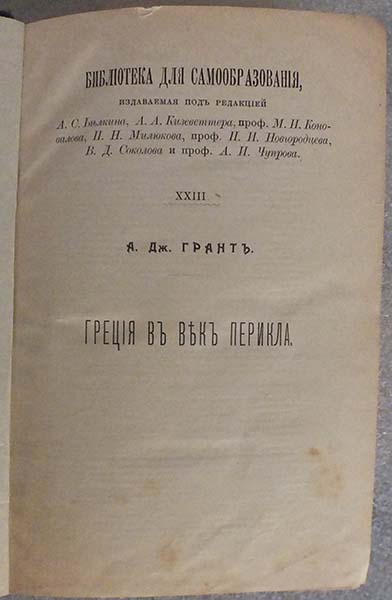 БИБЛІОТЕКА ДЛЯ САМООБРАЗОВАНІЯ,
ИЗДАВАЕМАЯ ПОДЪ РЕДАКЦІЕЙ
А. С. Бѣлкина, А. А. Кизеветтера, проф. М. И. Коно-
валова, П. Н. Милюкова, проф. П. И. Новгородцева,
В. Д. Соколова и проф. А. И. Чупрова.
XXIII
А. Дж. ГРАНТЪ.
ГРЕЦІЯ ВЪ ВѢКЪ ПЕРИКЛА.